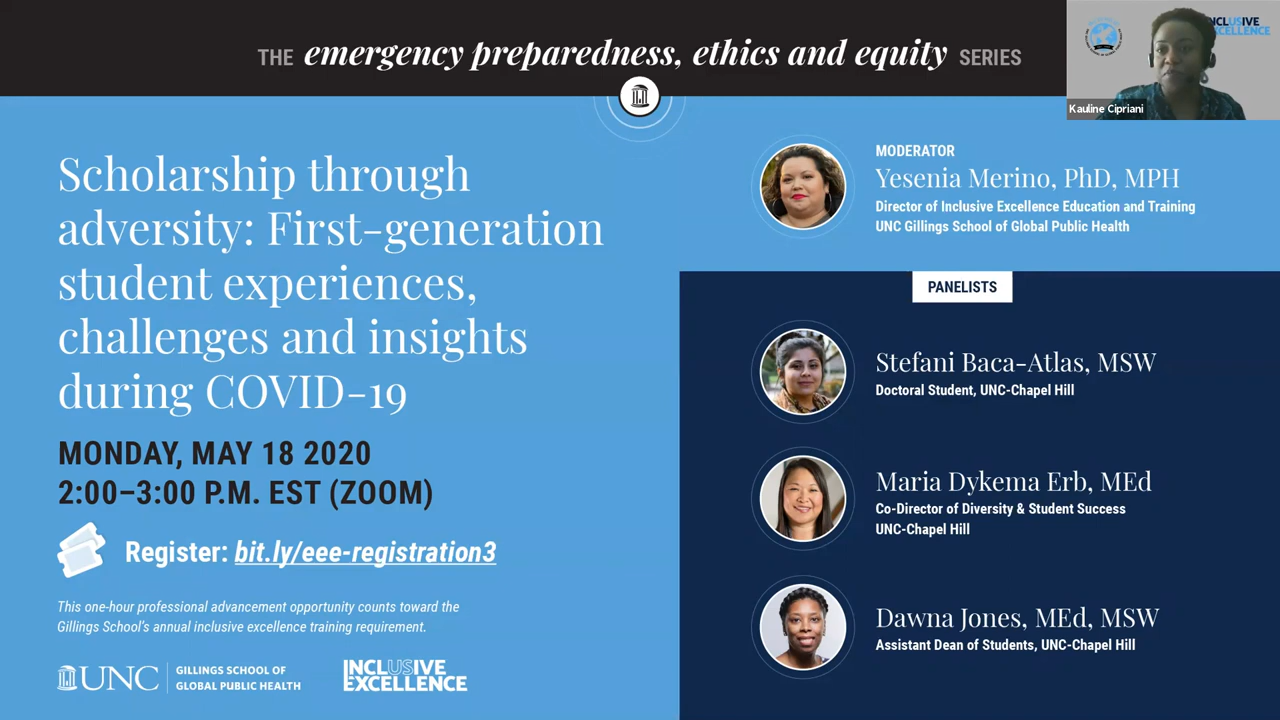 THE emergency preparedness, ethics and equity SERIES
INCLUSIVE
EXCELLENCE
Kauline Cipriani
Scholarship through
adversity: First-generation
student experiences,
challenges and insights
during COVID-19
MONDAY, MAY 18 2020
2:00–3:00 P.M. EST (ZOOM)
Register: bit.ly/eee-registration3
This one-hour professional advancement opportunity counts toward the
Gillings School's annual inclusive excellence training requirement.
UNC
GILLINGS SCHOOL OF
GLOBAL PUBLIC HEALTH
INCLUSIVE
EXCELLENCE
MODERATOR
Yesenia Merino, PhD, MPH
Director of Inclusive Excellence Education and Training
UNC Gillings School of Global Public Health
PANELISTS
Stefani Baca-Atlas, MSW
Doctoral Student, UNC-Chapel Hill
Maria Dykema Erb, MEd
Co-Director of Diversity & Student Success
UNC-Chapel Hill
Dawna Jones, MEd, MSW
Assistant Dean of Students, UNC-Chapel Hill